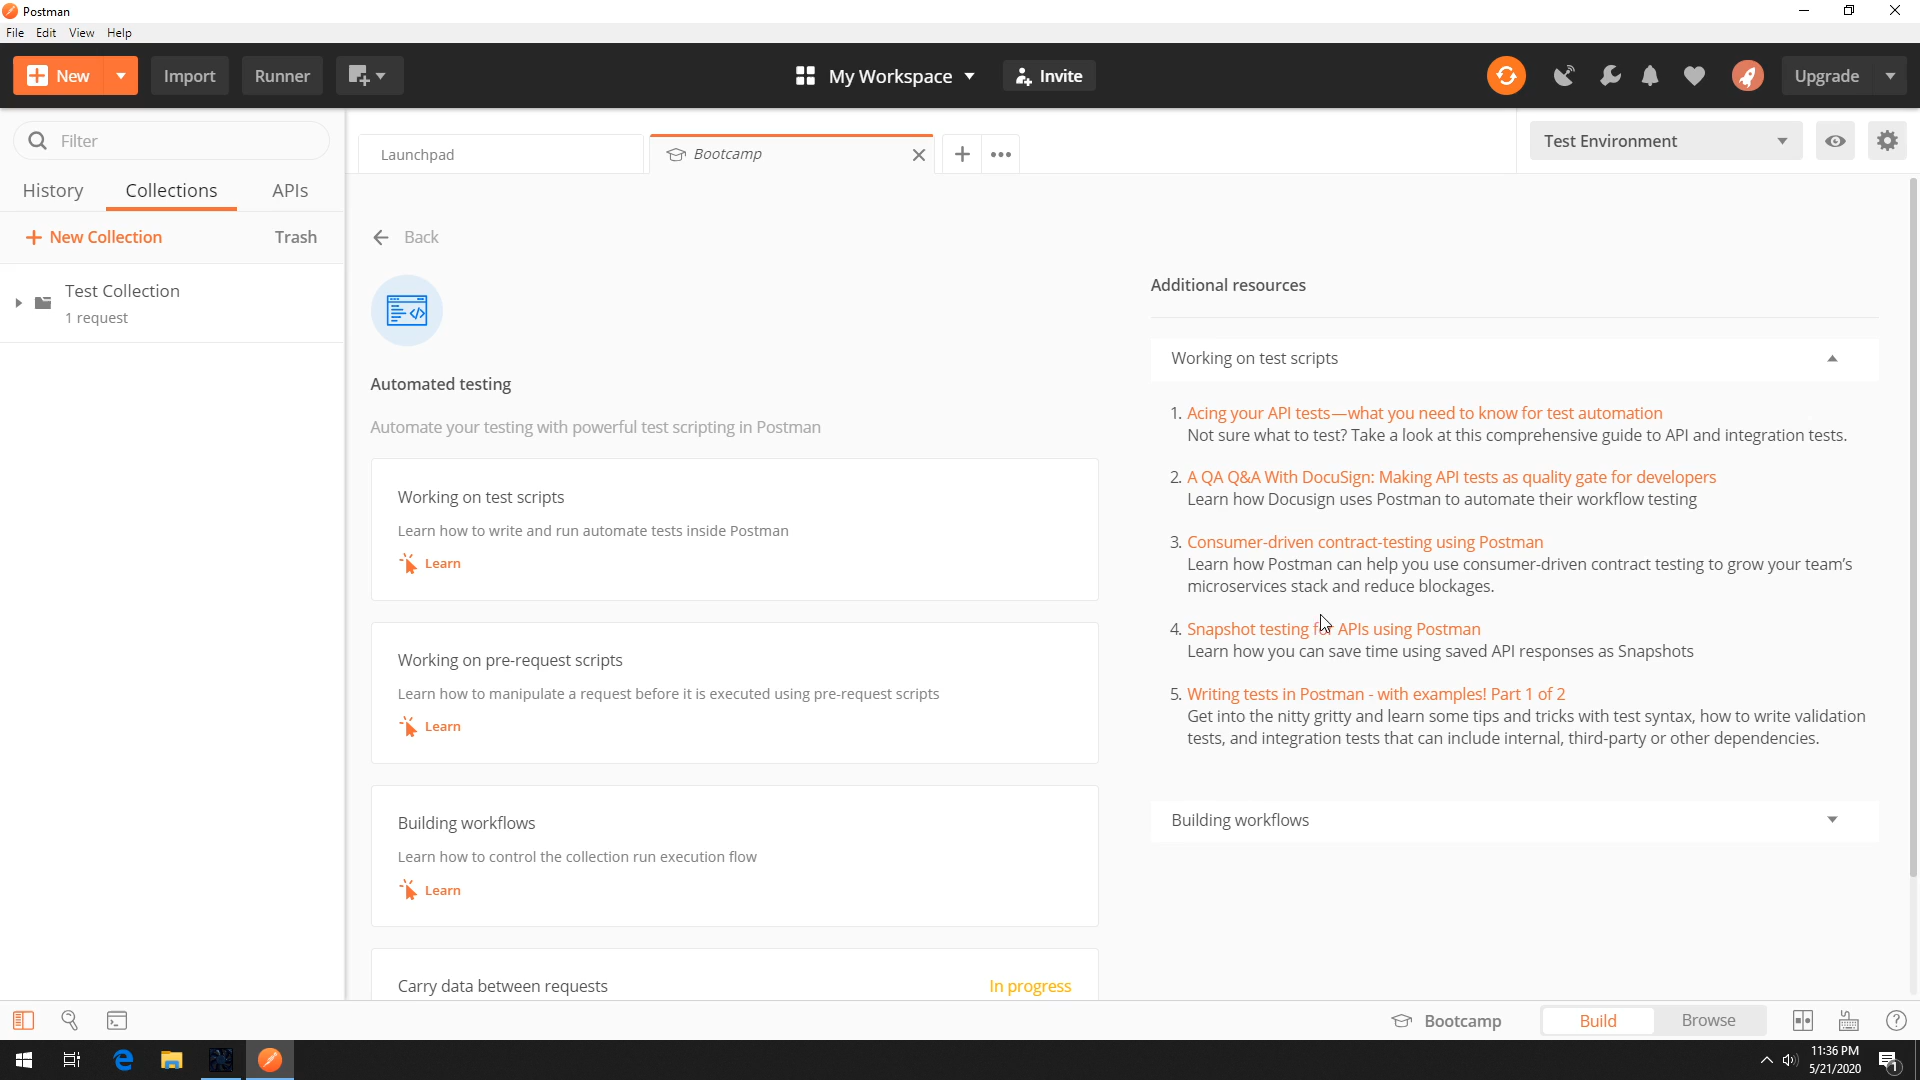 Postman
File Edit View Help
New Import Runner My Workspace Invite Upgrade
Filter
History Collections APIs
New Collection Trash
Test Collection
1 request
Launchpad Bootcamp Test Environment
Back
Automated testing
Automate your testing with powerful test scripting in Postman
Working on test scripts
Learn how to write and run automate tests inside Postman
Learn
Working on pre-request scripts
Learn how to manipulate a request before it is executed using pre-request scripts
Learn
Building workflows
Learn how to control the collection run execution flow
Learn
Carry data between requests In progress
Additional resources
Working on test scripts
1. Acing your API tests—what you need to know for test automation
Not sure what to test? Take a look at this comprehensive guide to API and integration tests.
2. A QA Q&A With DocuSign: Making API tests as quality gate for developers
Learn how Docusign uses Postman to automate their workflow testing
3. Consumer-driven contract-testing using Postman
Learn how Postman can help you use consumer-driven contract testing to grow your team's
microservices stack and reduce blockages.
4. Snapshot testing for APIs using Postman
Learn how you can save time using saved API responses as Snapshots
5. Writing tests in Postman - with examples! Part 1 of 2
Get into the nitty gritty and learn some tips and tricks with test syntax, how to write validation
tests, and integration tests that can include internal, third-party or other dependencies.
Building workflows
Bootcamp Build Browse
11:36 PM
5/21/2020
1